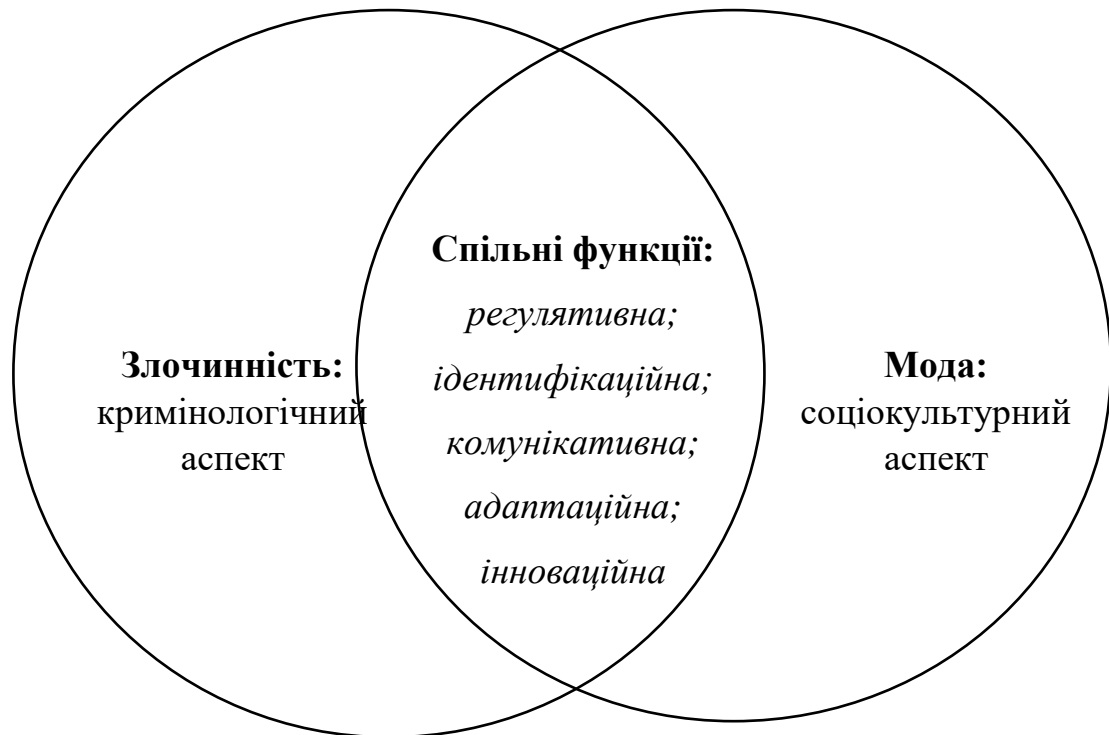 Злочинність:
кримінологічний
аспект
Спільні функції:
регулятивна;
ідентифікаційна;
комунікативна;
адаптаційна;
інноваційна
Мода:
соціокультурний
аспект